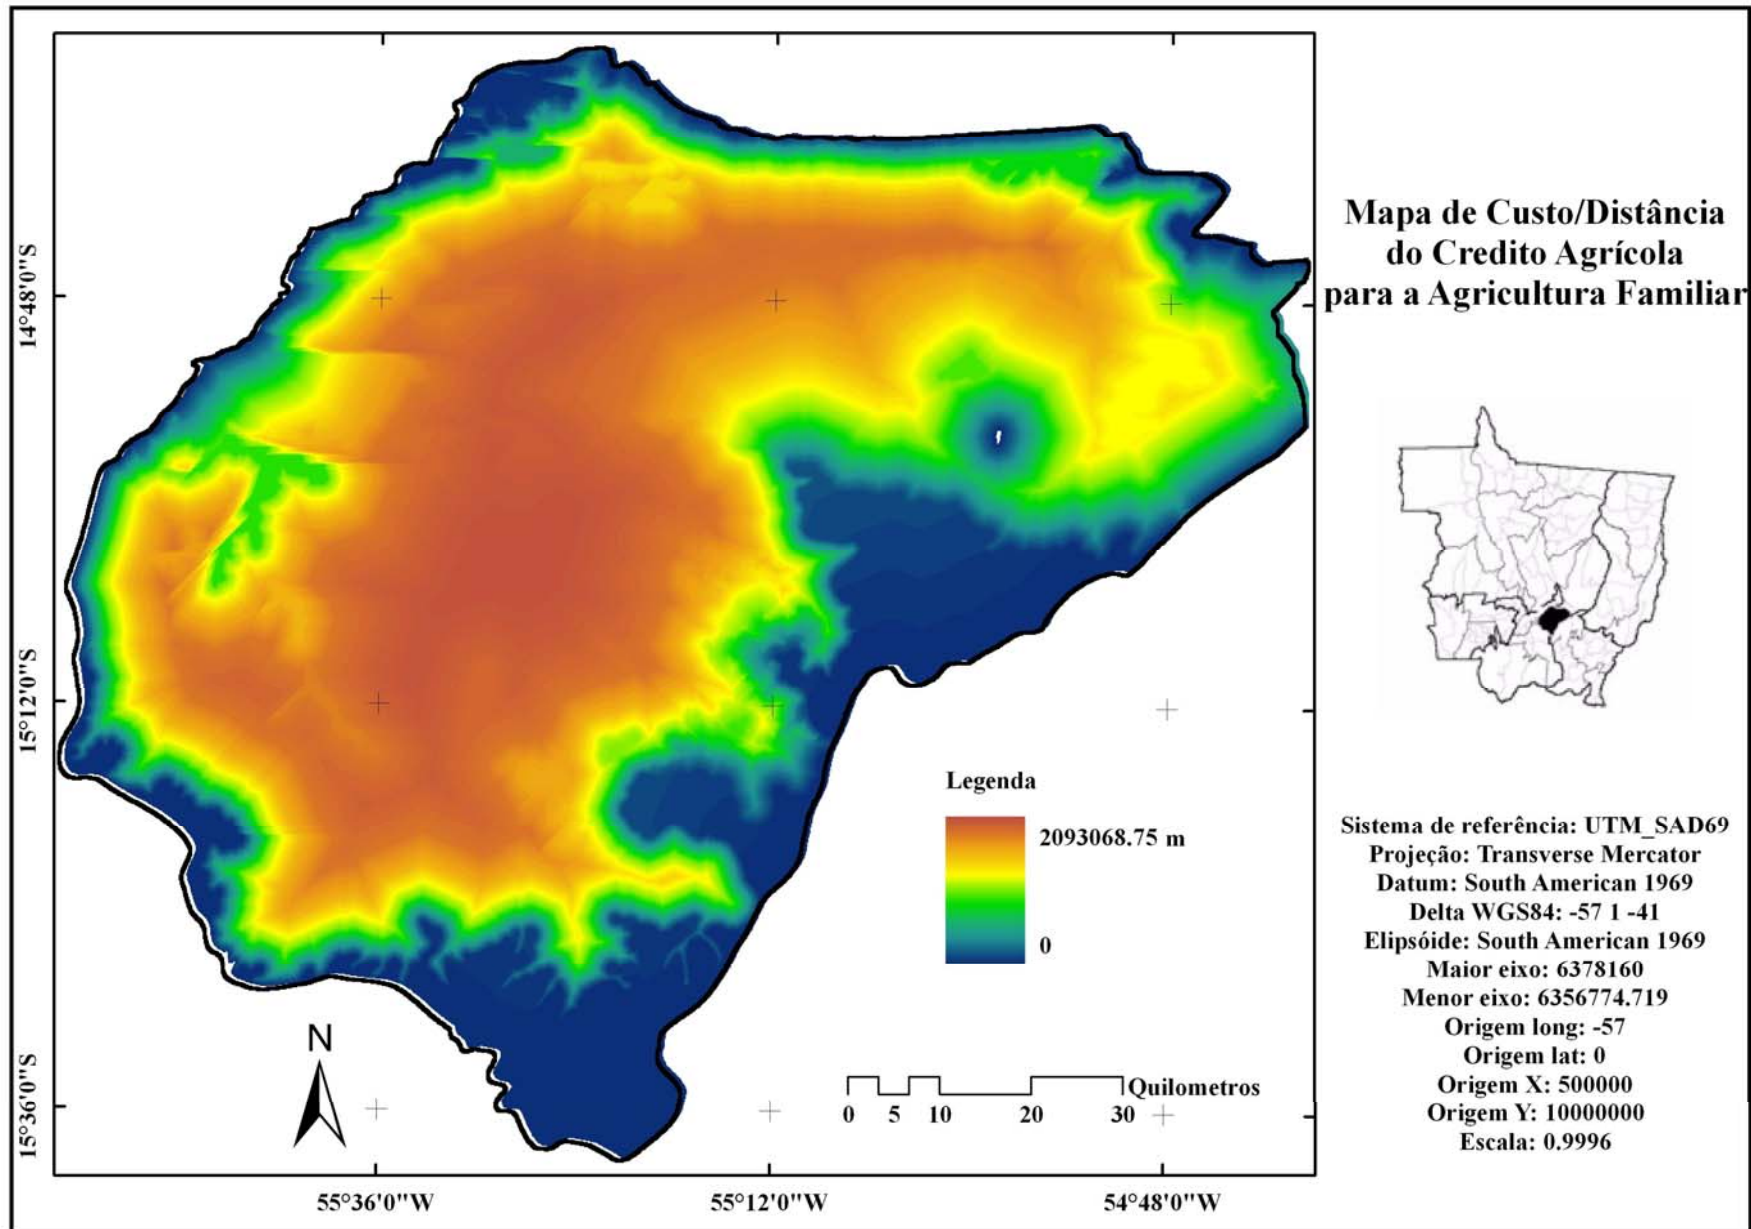 Mapa de Custo/Distância
do Credito Agrícola
para a Agricultura Familiar
14°48'0"S
15°12'0"S
15°36'0"S
Legenda
2093068.75 m
0
Sistema de referência: UTM_SAD69
Projeção: Transverse Mercator
Datum: South American 1969
Delta WGS84: -57 1 -41
Elipsóide: South American 1969
Maior eixo: 6378160
Menor eixo: 6356774.719
Origem long: -57
Origem lat: 0
Origem X: 500000
Origem Y: 10000000
Escala: 0.9996
N
Quilometros
0 5 10 20 30
55°36'0"W 55°12'0"W 54°48'0"W